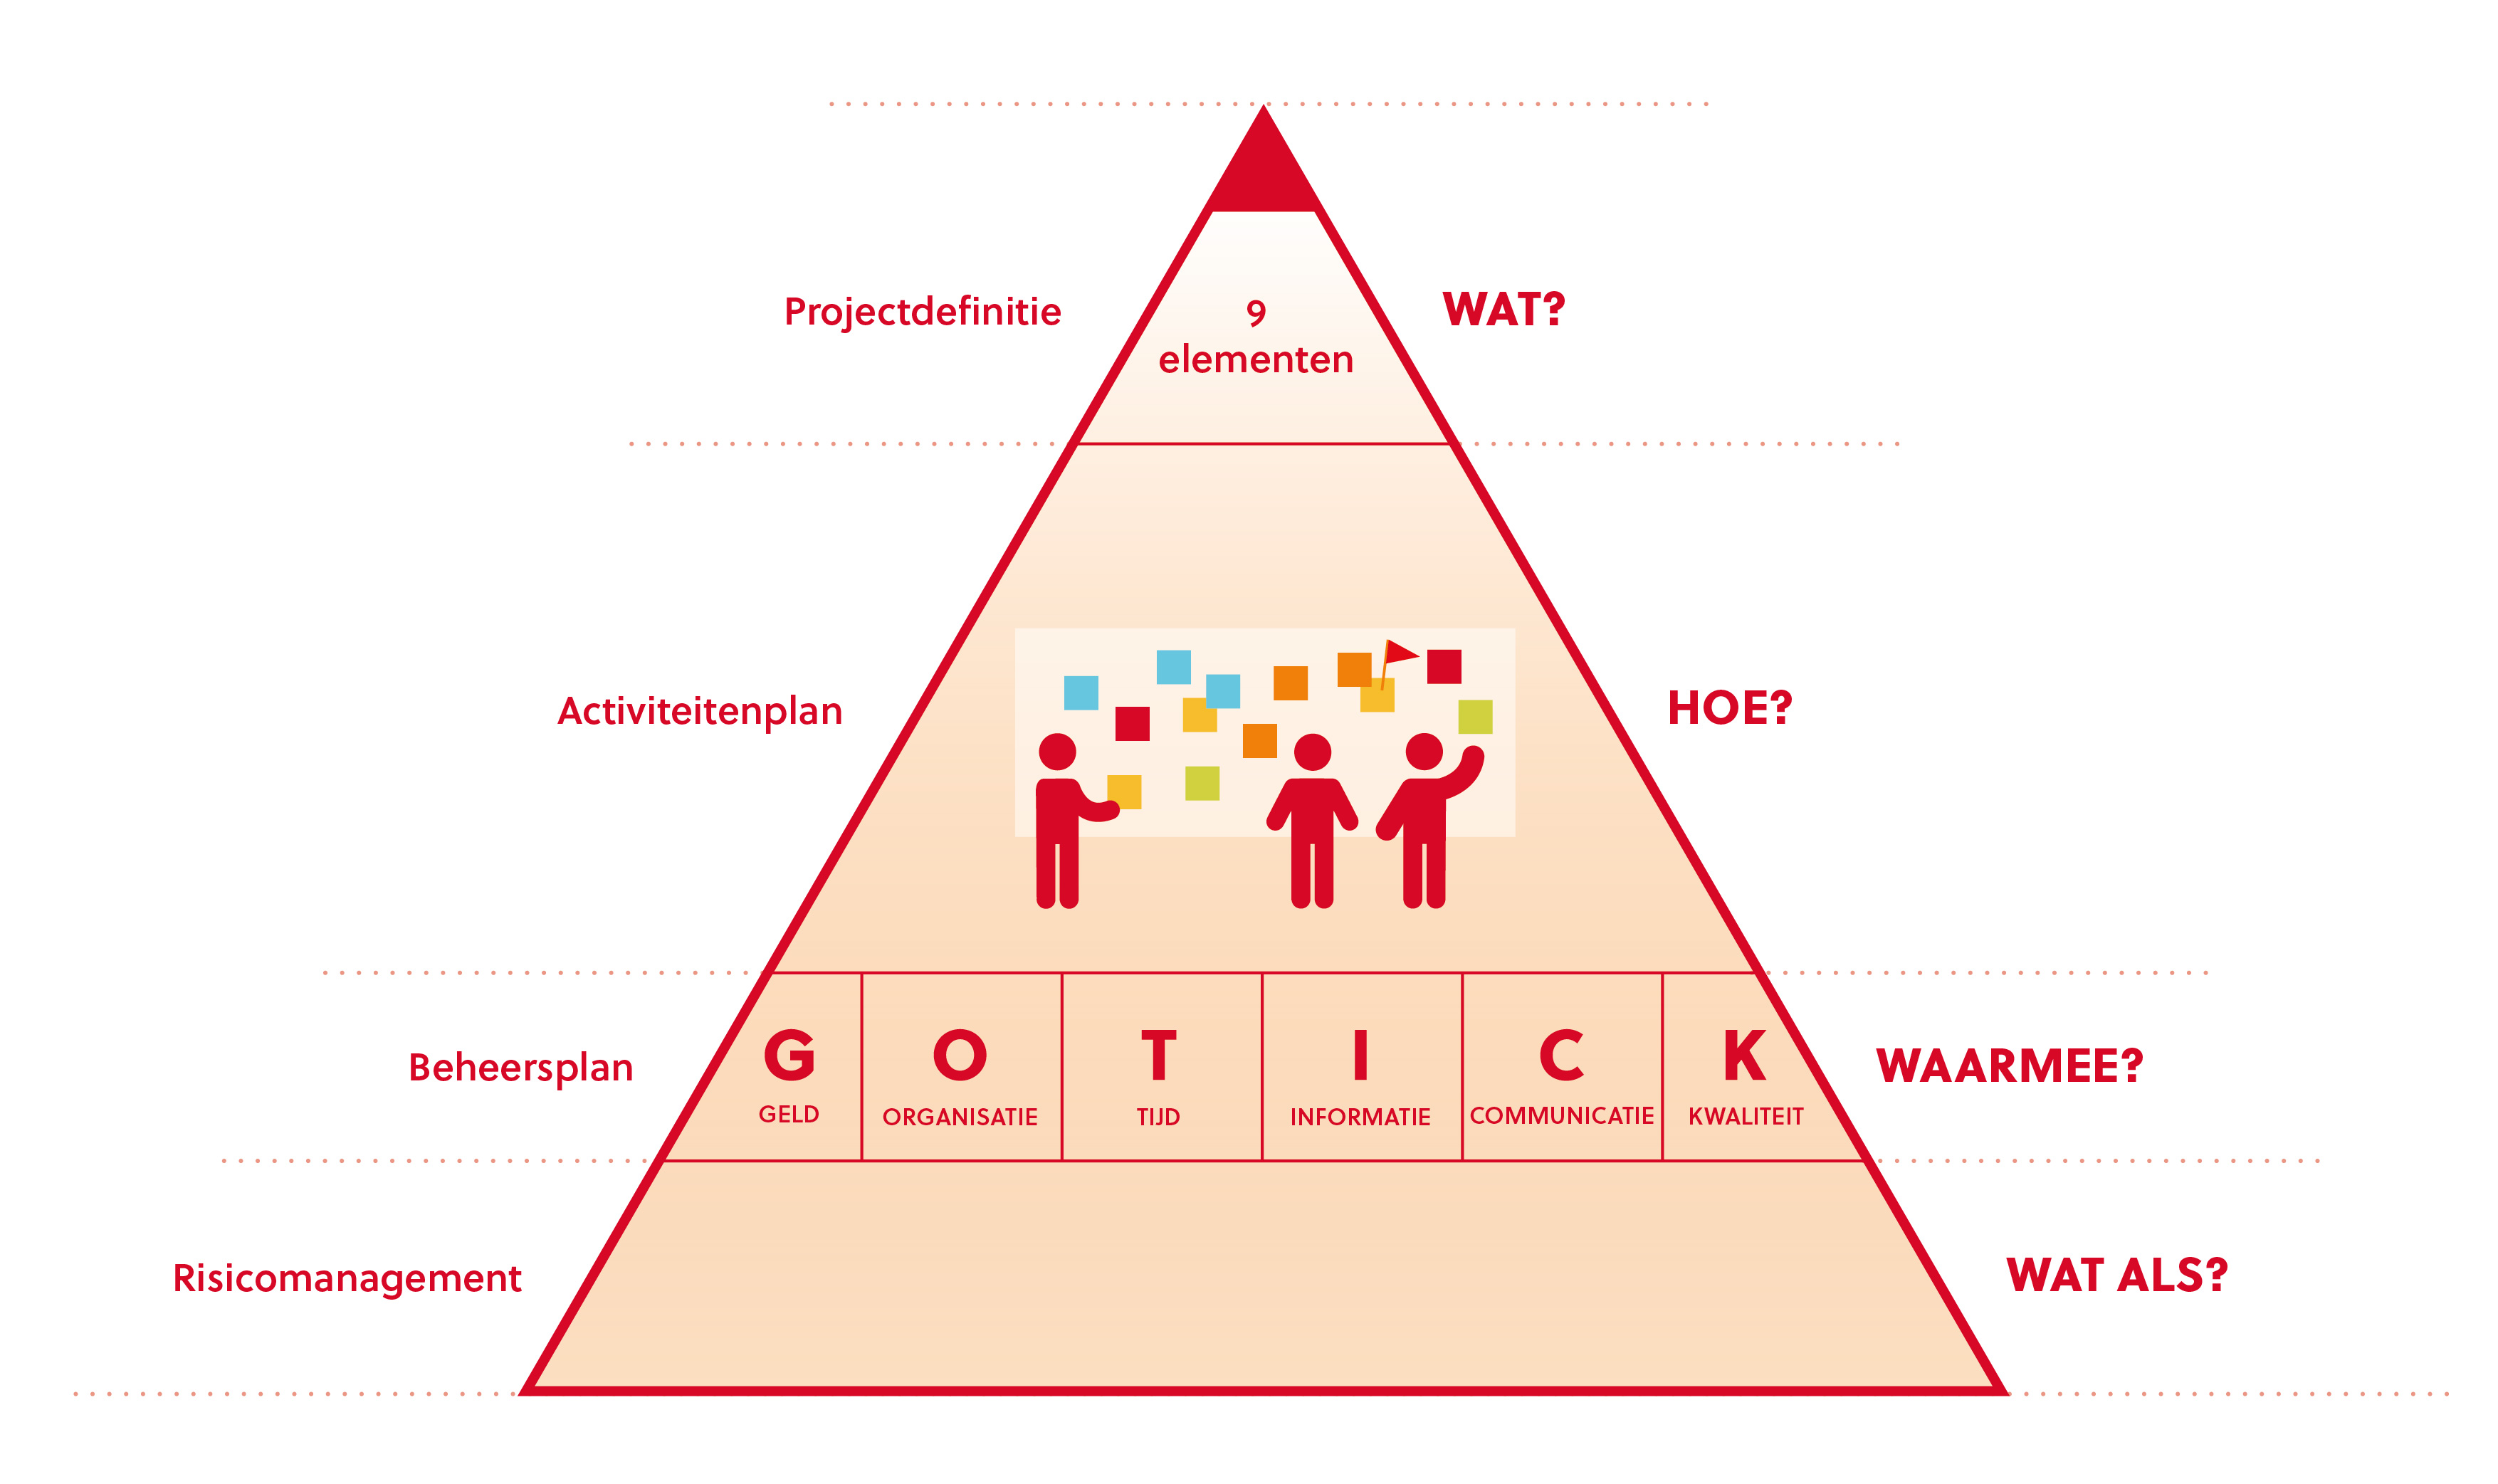 Projectdefinitie
9
elementen
WAT?
Activiteitenplan
HOE?
Beheersplan
G
GELD
O
ORGANISATIE
T
TIJD
I
INFORMATIE
C
COMMUNICATIE
K
KWALITEIT
WAARMEE?
Risicomanagement
WAT ALS?